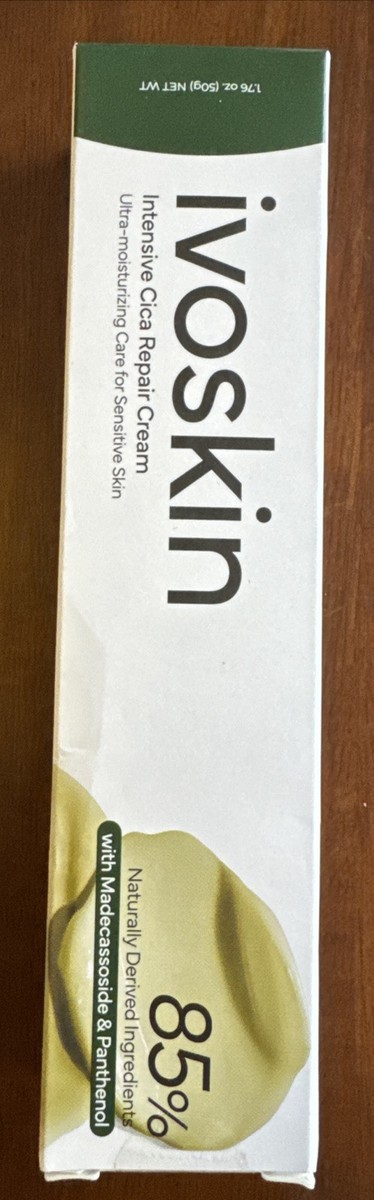 1.76 oz (50g) NET WT
ivoskin
Intensive Cica Repair Cream
Ultra-moisturizing Care for Sensitive Skin
85%
Naturally Derived Ingredients
with Madecassoside & Panthenol